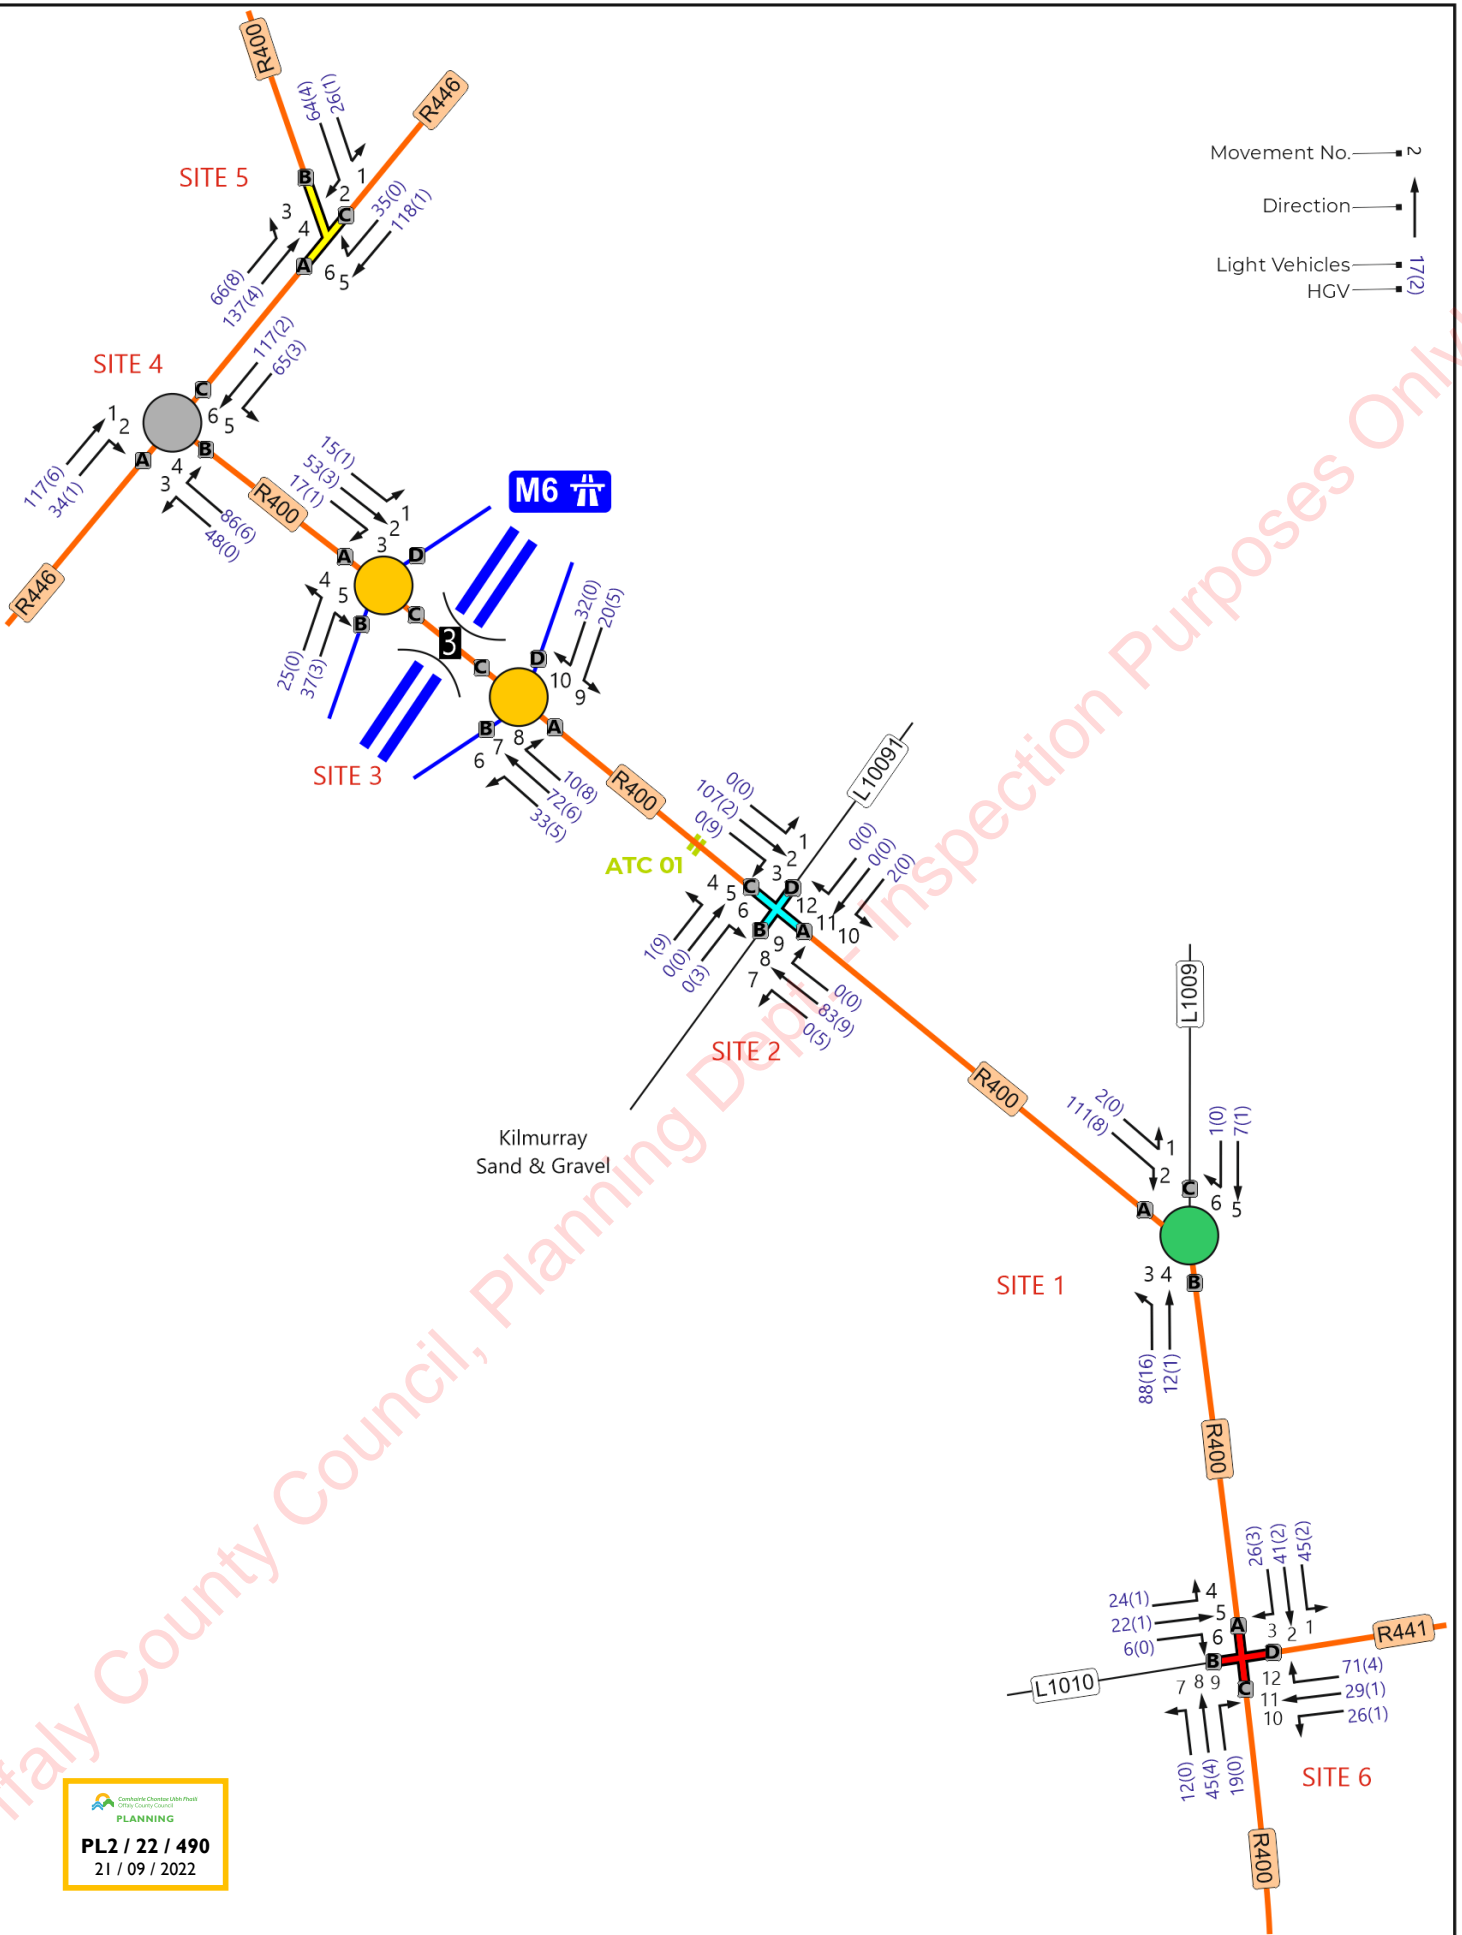 R400
R446
64(4)
26(1)
SITE 5
B
1
2
C
3
4
35(0)
118(1)
A
6
5
66(8)
137(4)
Movement No.
2
Direction
Light Vehicles
HGV
17(2)
117(2)
65(3)
SITE 4
C
1
2
6
5
A
B
4
3
117(6)
34(1)
86(6)
48(0)
R446
R400
15(1)
53(3)
17(1)
1
2
3
M6
A
D
4
5
B
C
25(0)
37(3)
3
C
D
32(0)
20(5)
10
9
B
A
8
7
6
SITE 3
10(8)
72(6)
33(5)
R400
ATC 01
0(0)
107(2)
0(9)
L10091
1
2
3
0(0)
0(0)
2(0)
4
5
6
C
D
12
11
10
B
A
9
8
7
1(9)
0(0)
0(3)
0(0)
83(9)
0(5)
SITE 2
Kilmurray
Sand & Gravel
R400
L1009
2(0)
111(8)
1(0)
7(1)
1
2
C
6
5
A
SITE 1
3
4
B
88(16)
12(1)
R400
26(3)
41(2)
45(2)
24(1)
22(1)
6(0)
4
5
6
A
3
2
1
R441
B
D
L1010
7
8
9
C
12
11
10
71(4)
29(1)
26(1)
12(0)
45(4)
19(0)
SITE 6
R400
Comhairle Chontae Uíbh Fhailí
Offaly County Council
PLANNING
PL2 / 22 / 490
21 / 09 / 2022
ffaly County Council, Planning Dept. - Inspection Purposes Only